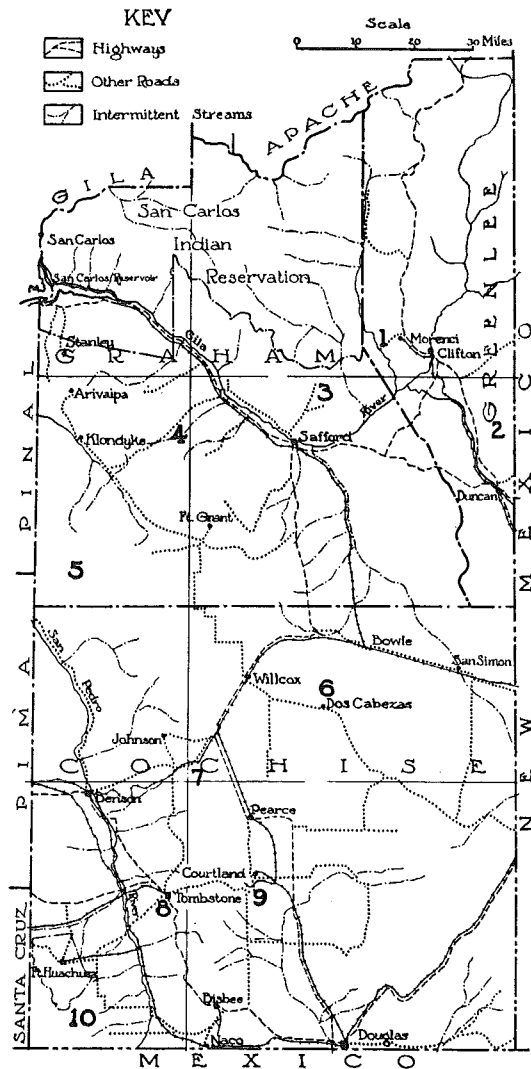 KEY
Highways
Other Roads
Intermittent Streams
Scale
0 10 20 30 Miles
APACHE
GILA
San Carlos
Indian
Reservation
San Carlos
San Carlos Reservoir
GREENLEE
Gila
Stanley
1
Morenci
Clifton
GRAHAM
3
Arivaipa
River
2
4
Klondyke
Safford
PINAL
Duncan
Ft. Grant
5
NEW MEXICO
San
Pedro
River
Bowie
San Simon
Willcox
6
Dos Cabezas
PIMA
Johnson
COCHISE
7
Benson
Pearce
Courtland
9
8
Tombstone
SANTA CRUZ
Ft. Huachuca
10
Bisbee
Naco
Douglas
MEXICO